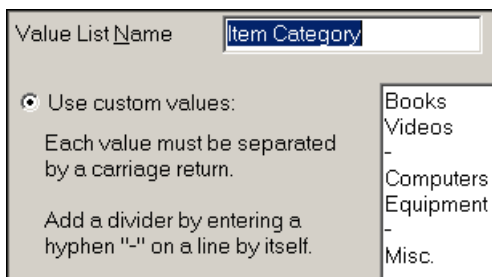 Value List Name
Item Category
Use custom values:
Each value must be separated
by a carriage return.
Add a divider by entering a
hyphen "-" on a line by itself.
Books
Videos
-
Computers
Equipment
-
Misc.